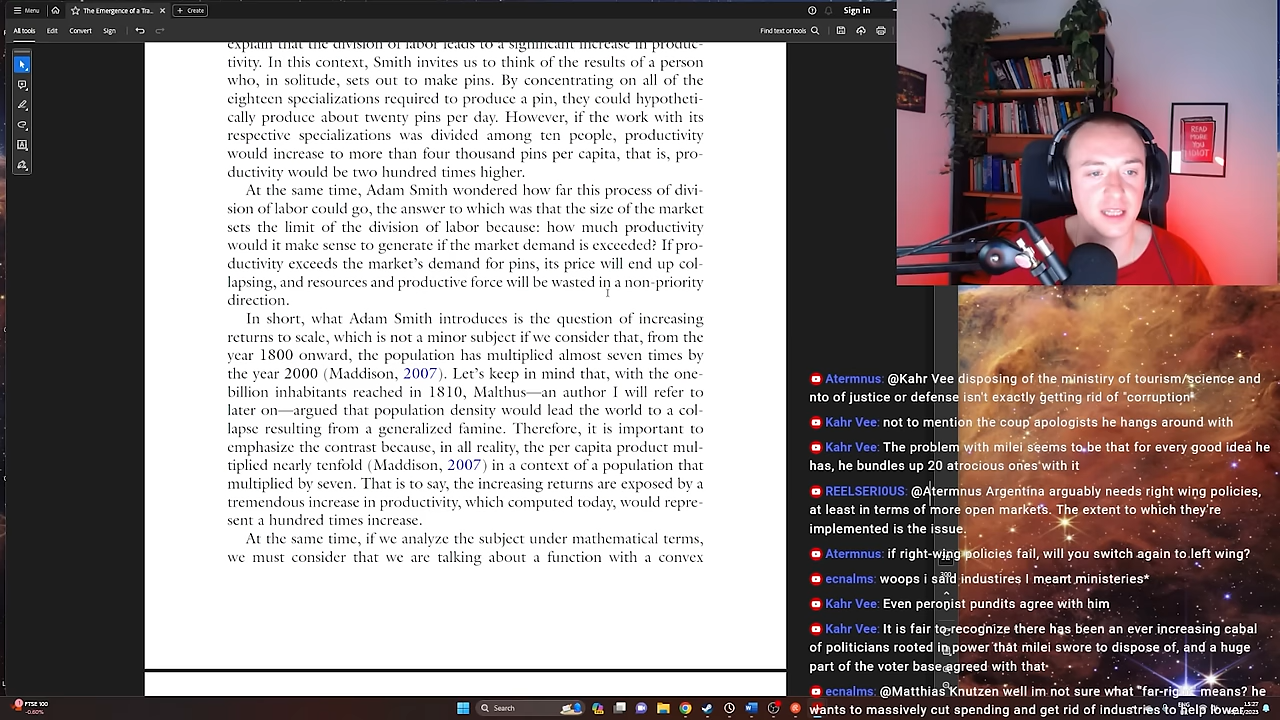 Menu
The Emergence of a Tra...
+ Create
Sign in
All tools
Edit
Convert
Sign
Find text or tools
explain that the division of labor leads to a significant increase in produc-
tivity. In this context, Smith invites us to think of the results of a person
who, in solitude, sets out to make pins. By concentrating on all of the
eighteen specializations required to produce a pin, they could hypotheti-
cally produce about twenty pins per day. However, if the work with its
respective specializations was divided among ten people, productivity
would increase to more than four thousand pins per capita, that is, pro-
ductivity would be two hundred times higher.
At the same time, Adam Smith wondered how far this process of divi-
sion of labor could go, the answer to which was that the size of the market
sets the limit of the division of labor because: how much productivity
would it make sense to generate if the market demand is exceeded? If pro-
ductivity exceeds the market's demand for pins, its price will end up col-
lapsing, and resources and productive force will be wasted in a non-priority
direction.
In short, what Adam Smith introduces is the question of increasing
returns to scale, which is not a minor subject if we consider that, from the
year 1800 onward, the population has multiplied almost seven times by
the year 2000 (Maddison, 2007). Let's keep in mind that, with the one-
billion inhabitants reached in 1810, Malthus—an author I will refer to
later on—argued that population density would lead the world to a col-
lapse resulting from a generalized famine. Therefore, it is important to
emphasize the contrast because, in all reality, the per capita product mul-
tiplied nearly tenfold (Maddison, 2007) in a context of a population that
multiplied by seven. That is to say, the increasing returns are exposed by a
tremendous increase in productivity, which computed today, would repre-
sent a hundred times increase.
At the same time, if we analyze the subject under mathematical terms,
we must consider that we are talking about a function with a convex
READ
MORE
YOU
Atermnus: @Kahr Vee disposing of the ministry of tourism/science and
nto of justice or defense isn't exactly getting rid of "corruption"
Kahr Vee: not to mention the coup apologists he hangs around with
Kahr Vee: The problem with milei seems to be that for every good idea he
has, he bundles up 20 atrocious ones with it
REELSERI0US: @Atermnus Argentina arguably needs right wing policies,
at least in terms of more open markets. The extent to which they're
implemented is the issue.
Atermnus: if right-wing policies fail, will you switch again to left wing?
ecnalms: woops i said industires I meant ministeries*
Kahr Vee: Even peronist pundits agree with him
Kahr Vee: It is fair to recognize there has been an ever increasing cabal
of politicians rooted in power that milei swore to dispose of, and a huge
part of the voter base agreed with that
ecnalms: @Matthias Knutzen well im not sure what "far-right" means? he
wants to massively cut spending and get rid of industries to help lower
FTSE 100
-0.60%
Search
ENG
15:27